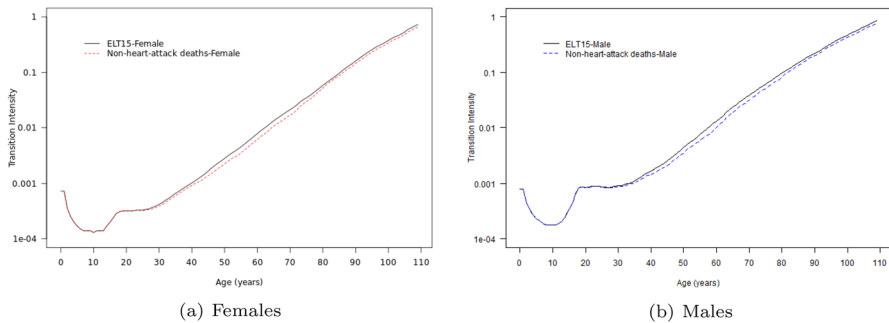 ELT15-Female
Non-heart-attack deaths-Female
Transition Intensity
1
0.1
0.01
0.001
1e-04
0 10 20 30 40 50 60 70 80 90 100 110
Age (years)
(a) Females
ELT15-Male
Non-heart-attack deaths-Male
Transition Intensity
1
0.1
0.01
0.001
1e-04
0 10 20 30 40 50 60 70 80 90 100 110
Age (years)
(b) Males